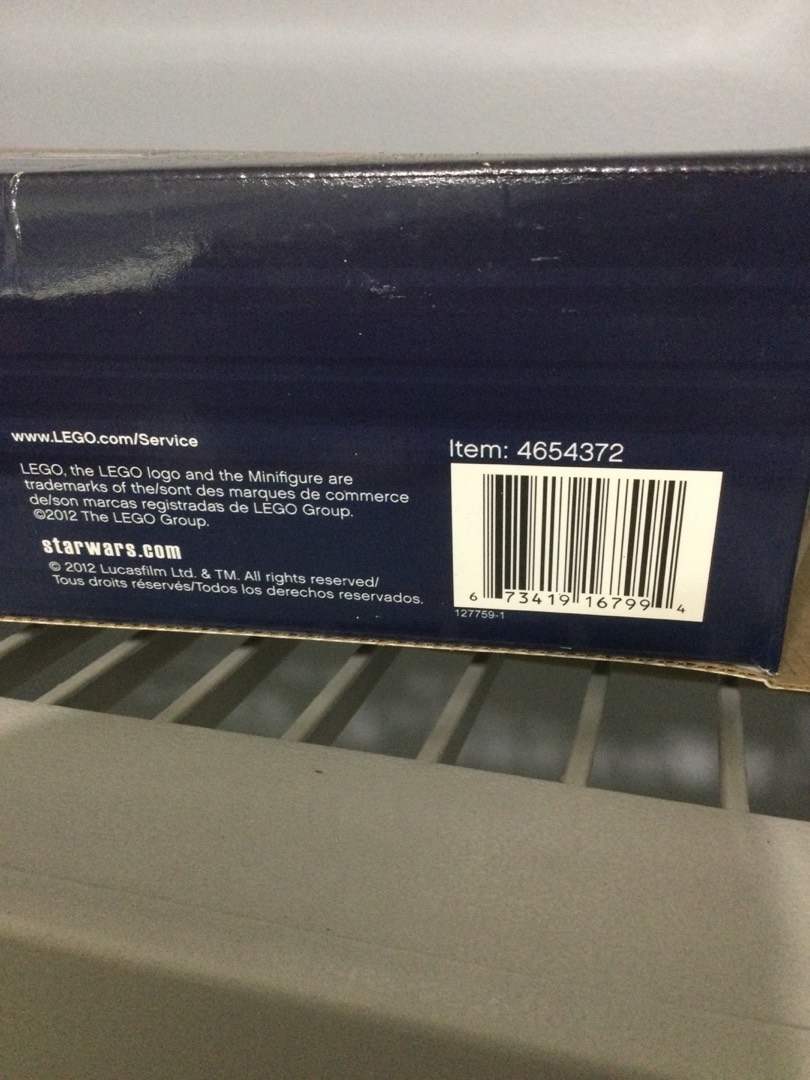 www.LEGO.com/Service
LEGO, the LEGO logo and the Minifigure are
trademarks of the/sont des marques de commerce
de/son marcas registradas de LEGO Group.
©2012 The LEGO Group.
starwars.com
© 2012 Lucasfilm Ltd. & TM. All rights reserved/
Tous droits réservés/Todos los derechos reservados.
Item: 4654372
6 73419 16799 4
127759-1